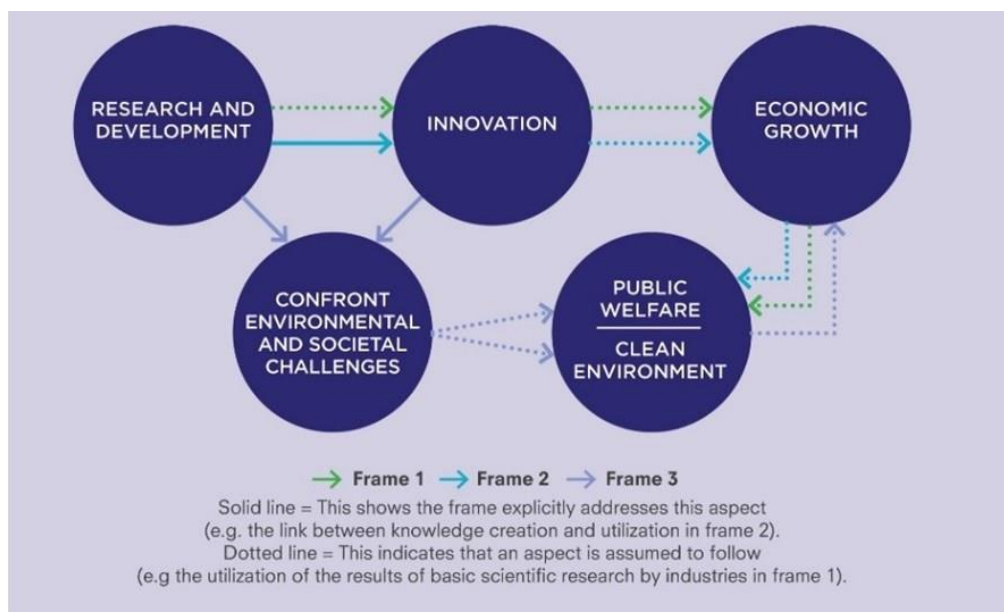 RESEARCH AND
DEVELOPMENT
INNOVATION
ECONOMIC
GROWTH
CONFRONT
ENVIRONMENTAL
AND SOCIETAL
CHALLENGES
PUBLIC
WELFARE
CLEAN
ENVIRONMENT
Frame 1 Frame 2 Frame 3
Solid line = This shows the frame explicitly addresses this aspect
(e.g. the link between knowledge creation and utilization in frame 2).
Dotted line = This indicates that an aspect is assumed to follow
(e.g the utilization of the results of basic scientific research by industries in frame 1).